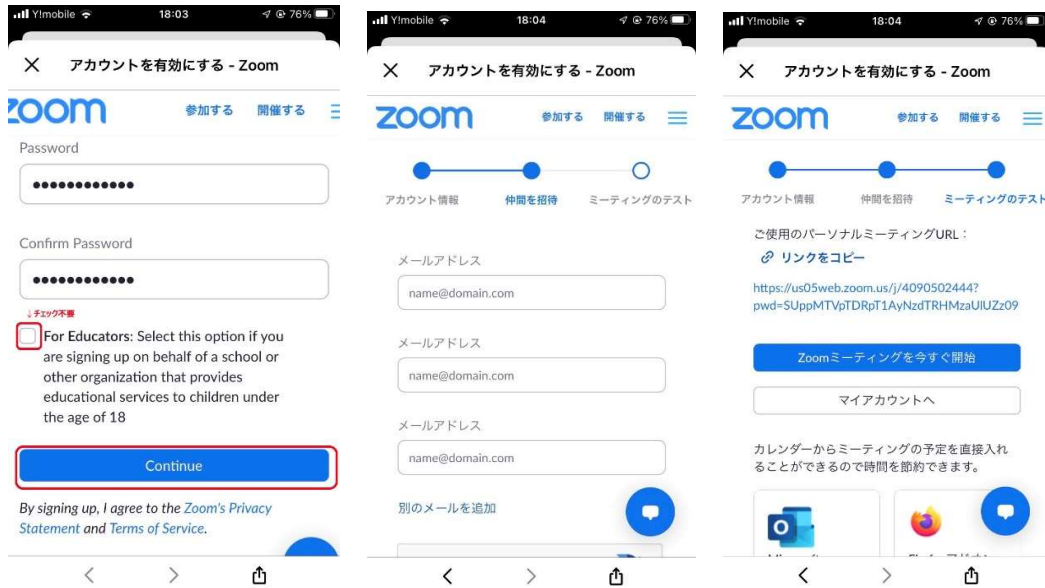 Y!mobile 18:03 76%
アカウントを有効にする - Zoom
zoom 参加する 開催する
Password
Confirm Password
↓チェック不要
For Educators: Select this option if you
are signing up on behalf of a school or
other organization that provides
educational services to children under
the age of 18
Continue
By signing up, I agree to the Zoom's Privacy
Statement and Terms of Service.
Y!mobile 18:04 76%
アカウントを有効にする - Zoom
zoom 参加する 開催する
アカウント情報 仲間を招待 ミーティングのテスト
メールアドレス
name@domain.com
メールアドレス
name@domain.com
メールアドレス
name@domain.com
別のメールを追加
Y!mobile 18:04 76%
アカウントを有効にする - Zoom
zoom 参加する 開催する
アカウント情報 仲間を招待 ミーティングのテスト
ご使用のパーソナルミーティングURL：
リンクをコピー
https://us05web.zoom.us/j/4090502444?
pwd=SUppMTVpTDRpT1AyNzdTRHMzaUlUZz09
Zoomミーティングを今すぐ開始
マイアカウントへ
カレンダーからミーティングの予定を直接入れ
ることができるので時間を節約できます。